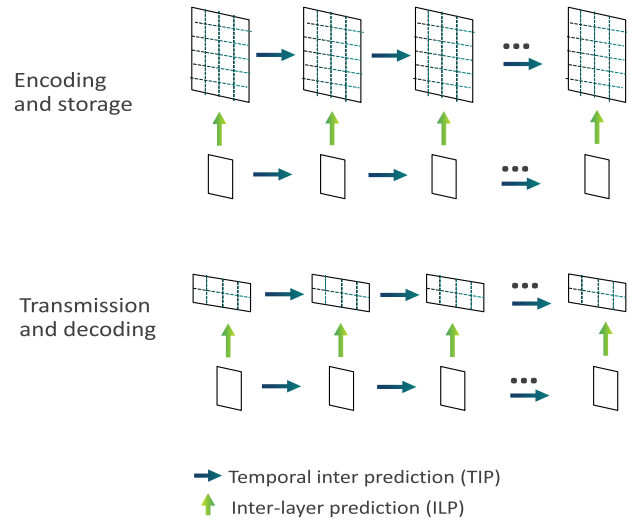 Encoding
and storage
Transmission
and decoding
Temporal inter prediction (TIP)
Inter-layer prediction (ILP)